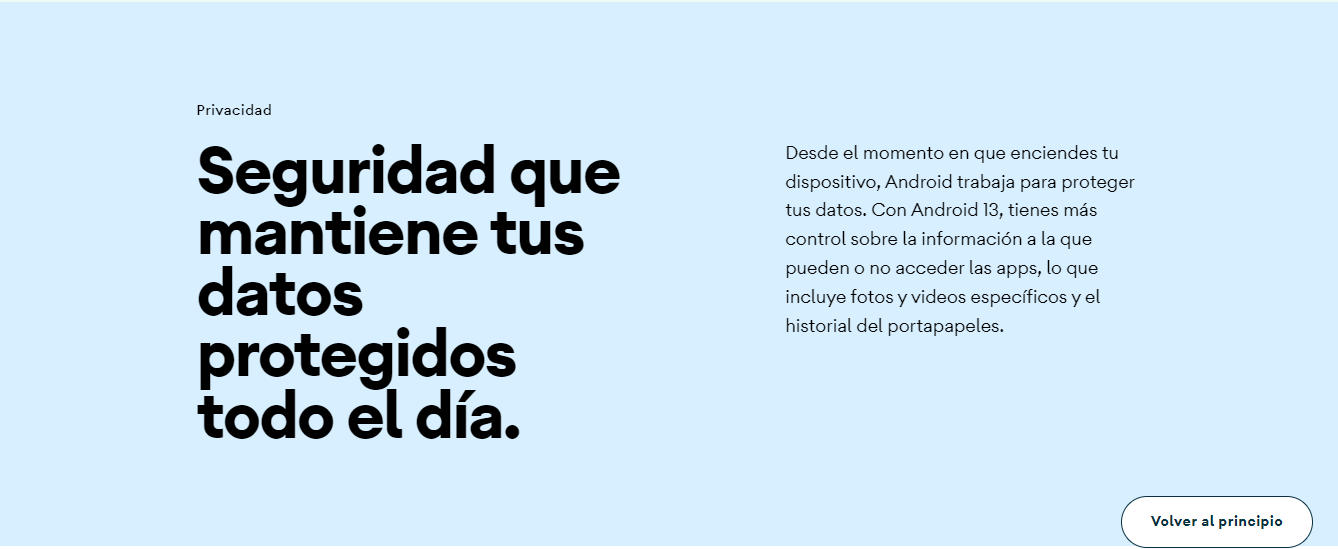 Privacidad
Seguridad que
mantiene tus
datos
protegidos
todo el día.
Desde el momento en que enciendes tu
dispositivo, Android trabaja para proteger
tus datos. Con Android 13, tienes más
control sobre la información a la que
pueden o no acceder las apps, lo que
incluye fotos y videos específicos y el
historial del portapapeles.
Volver al principio